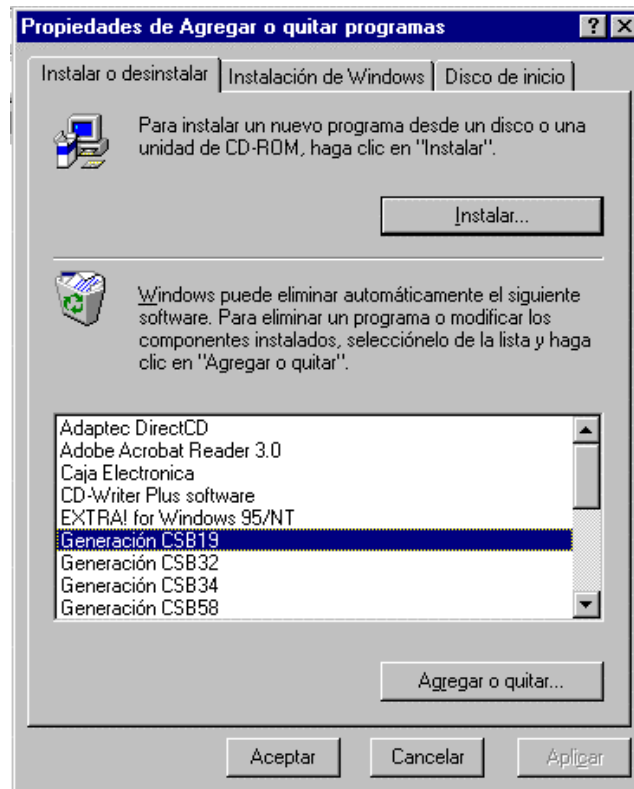 Propiedades de Agregar o quitar programas
Instalar o desinstalar Instalación de Windows Disco de inicio
Para instalar un nuevo programa desde un disco o una
unidad de CD-ROM, haga clic en "Instalar".
Instalar...
Windows puede eliminar automáticamente el siguiente
software. Para eliminar un programa o modificar los
componentes instalados, selecciónelo de la lista y haga
clic en "Agregar o quitar".
Adaptec DirectCD
Adobe Acrobat Reader 3.0
Caja Electronica
CD-Writer Plus software
EXTRA! for Windows 95/NT
Generación CSB19
Generación CSB32
Generación CSB34
Generación CSB58
Agregar o quitar...
Aceptar Cancelar Aplicar